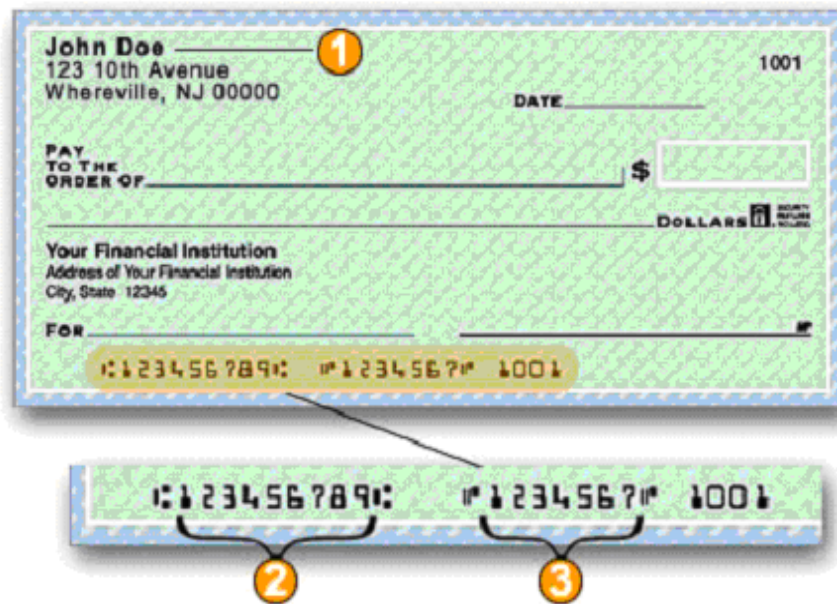 John Doe
1
123 10th Avenue
Whereville, NJ 00000
1001
DATE
PAY
TO THE
ORDER OF
$
DOLLARS
Your Financial Institution
Address of Your Financial Institution
City, State 12345
FOR
MP
⑆123456789⑆ ⑈1234567⑈ 1001
⑆123456789⑆ ⑈1234567⑈ 1001
2 3